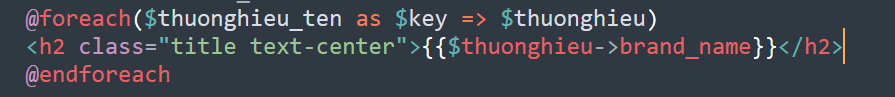 @foreach($thuonghieu_ten as $key => $thuonghieu)
<h2 class="title text-center">{{$thuonghieu->brand_name}}</h2>
@endforeach